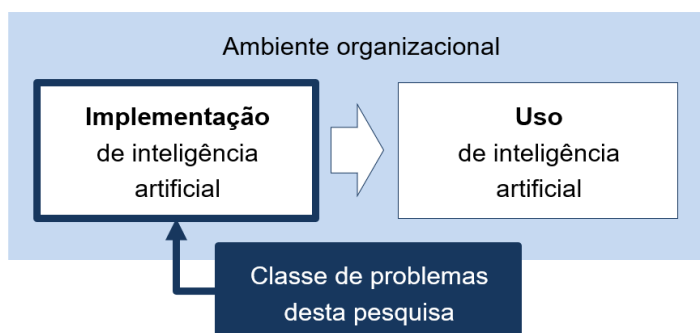 Ambiente organizacional
Implementação
de inteligência
artificial
Uso
de inteligência
artificial
Classe de problemas
desta pesquisa